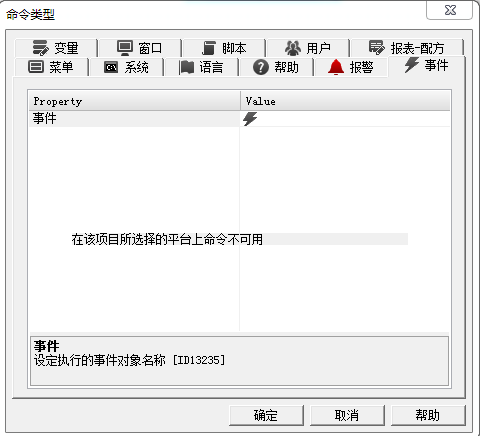 命令类型
变量 窗口 脚本 用户 报表-配方
菜单 系统 语言 帮助 报警 事件
Property Value
事件
在该项目所选择的平台上命令不可用
事件
设定执行的事件对象名称 [ID13235]
确定 取消 帮助